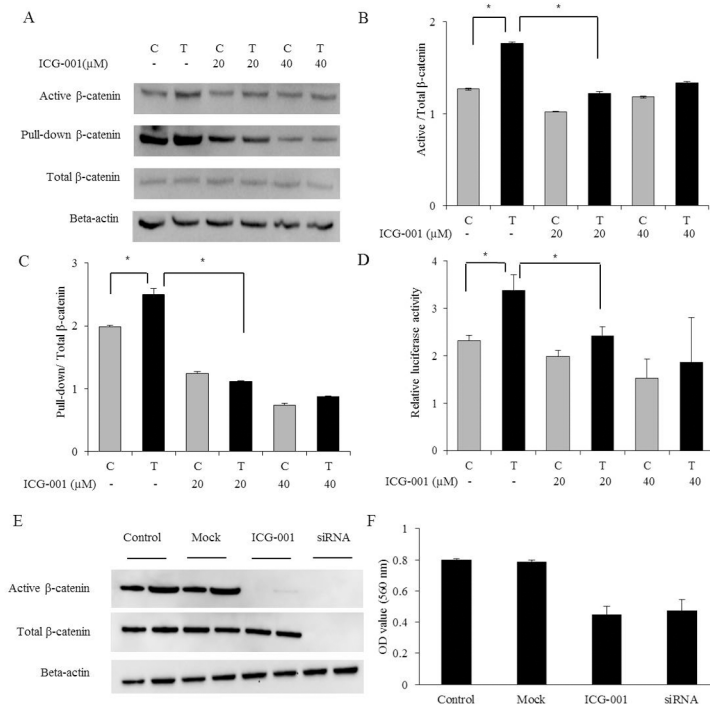 A
C T C T C T
ICG-001(µM) - - 20 20 40 40
Active β-catenin
Pull-down β-catenin
Total β-catenin
Beta-actin
B
Active /Total β-catenin
2
1
0
* *
C T C T C T
ICG-001 (µM) - - 20 20 40 40
C
Pull-down/ Total β-catenin
3
2
1
0
* *
C T C T C T
ICG-001 (µM) - - 20 20 40 40
D
Relative luciferase activity
4
3
2
1
0
* *
C T C T C T
ICG-001 (µM) - - 20 20 40 40
E
Control Mock ICG-001 siRNA
Active β-catenin
Total β-catenin
Beta-actin
F
OD value (560 nm)
1
0.8
0.6
0.4
0.2
0
Control Mock ICG-001 siRNA